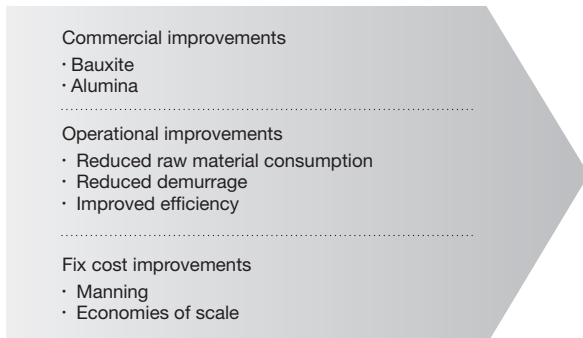 Commercial improvements
· Bauxite
· Alumina
Operational improvements
· Reduced raw material consumption
· Reduced demurrage
· Improved efficiency
Fix cost improvements
· Manning
· Economies of scale